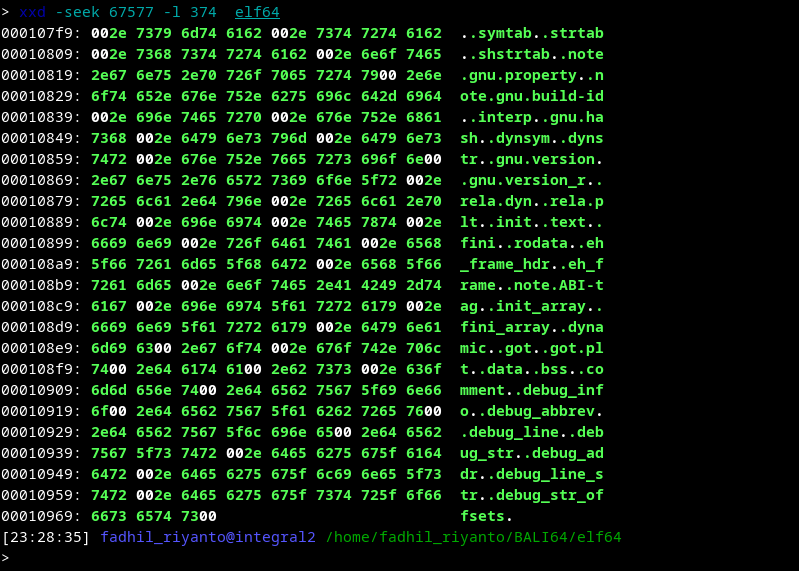 > xxd -seek 67577 -l 374  elf64
000107f9: 002e 7379 6d74 6162 002e 7374 7274 6162  ..symtab..strtab
00010809: 002e 7368 7374 7274 6162 002e 6e6f 7465  ..shstrtab..note
00010819: 2e67 6e75 2e70 726f 7065 7274 7900 2e6e  .gnu.property..n
00010829: 6f74 652e 676e 752e 6275 696c 642d 6964  ote.gnu.build-id
00010839: 002e 696e 7465 7270 002e 676e 752e 6861  ..interp..gnu.ha
00010849: 7368 002e 6479 6e73 796d 002e 6479 6e73  sh..dynsym..dyns
00010859: 7472 002e 676e 752e 7665 7273 696f 6e00  tr..gnu.version.
00010869: 2e67 6e75 2e76 6572 7369 6f6e 5f72 002e  .gnu.version_r..
00010879: 7265 6c61 2e64 796e 002e 7265 6c61 2e70  rela.dyn..rela.p
00010889: 6c74 002e 696e 6974 002e 7465 7874 002e  lt..init..text..
00010899: 6669 6e69 002e 726f 6461 7461 002e 6568  fini..rodata..eh
000108a9: 5f66 7261 6d65 5f68 6472 002e 6568 5f66  _frame_hdr..eh_f
000108b9: 7261 6d65 002e 6e6f 7465 2e41 4249 2d74  rame..note.ABI-t
000108c9: 6167 002e 696e 6974 5f61 7272 6179 002e  ag..init_array..
000108d9: 6669 6e69 5f61 7272 6179 002e 6479 6e61  fini_array..dyna
000108e9: 6d69 6300 2e67 6f74 002e 676f 742e 706c  mic..got..got.pl
000108f9: 7400 2e64 6174 6100 2e62 7373 002e 636f  t..data..bss..co
00010909: 6d6d 656e 7400 2e64 6562 7567 5f69 6e66  mment..debug_inf
00010919: 6f00 2e64 6562 7567 5f61 6262 7265 7600  o..debug_abbrev.
00010929: 2e64 6562 7567 5f6c 696e 6500 2e64 6562  .debug_line..deb
00010939: 7567 5f73 7472 002e 6465 6275 675f 6164  ug_str..debug_ad
00010949: 6472 002e 6465 6275 675f 6c69 6e65 5f73  dr..debug_line_s
00010959: 7472 002e 6465 6275 675f 7374 725f 6f66  tr..debug_str_of
00010969: 6673 6574 7300                           fsets.
[23:28:35] fadhil_riyanto@integral2 /home/fadhil_riyanto/BALI64/elf64
>